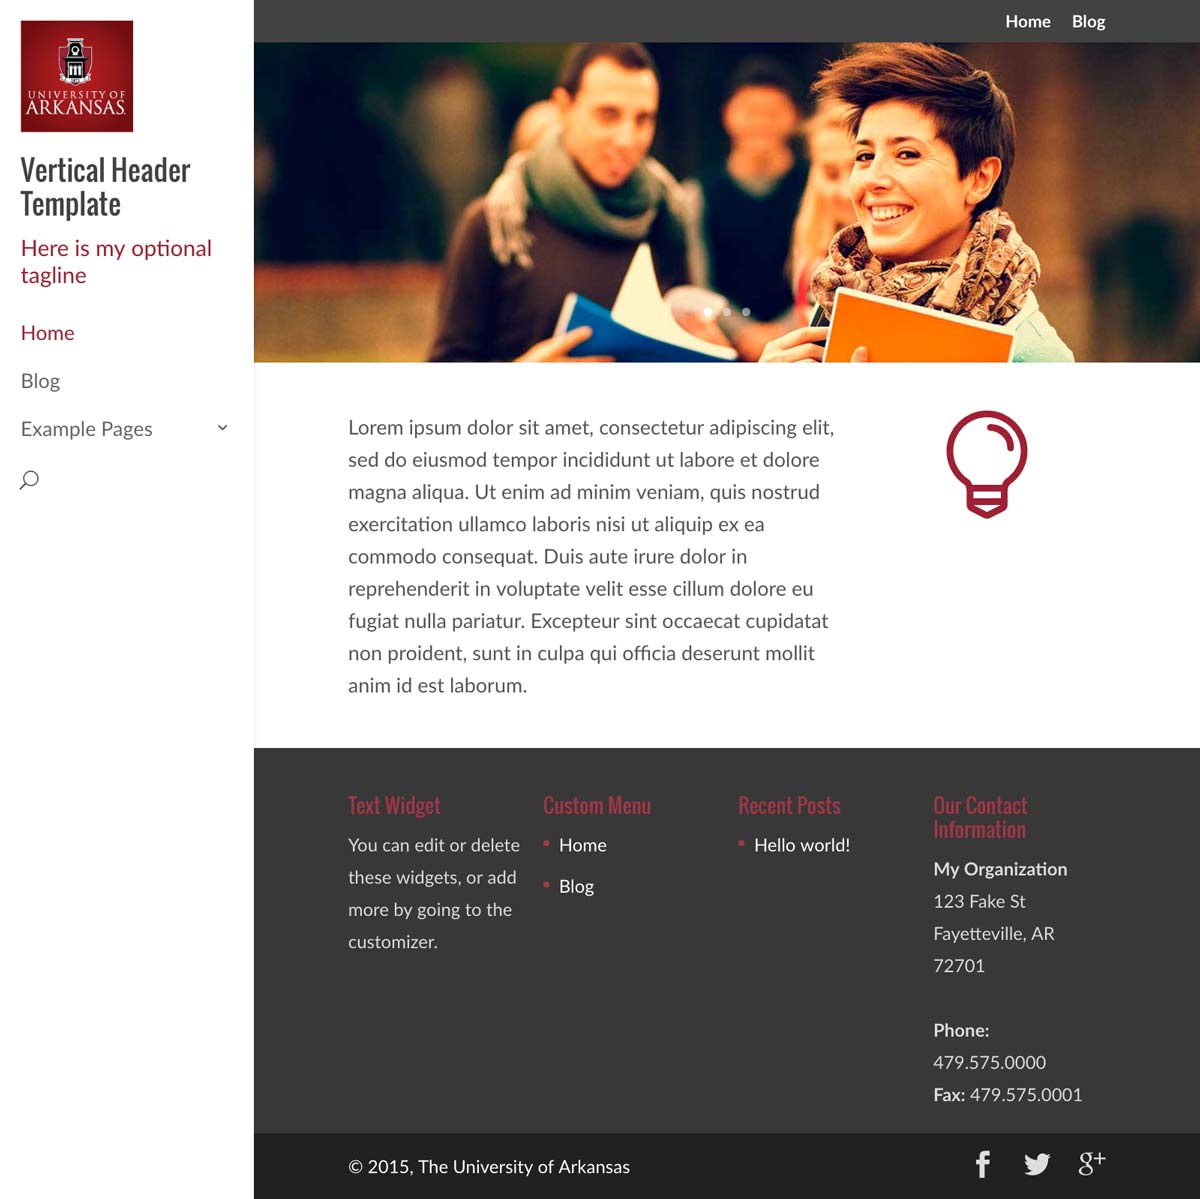 UNIVERSITY OF
ARKANSAS
Vertical Header
Template
Here is my optional
tagline
Home
Blog
Example Pages
Home Blog
Lorem ipsum dolor sit amet, consectetur adipiscing elit,
sed do eiusmod tempor incididunt ut labore et dolore
magna aliqua. Ut enim ad minim veniam, quis nostrud
exercitation ullamco laboris nisi ut aliquip ex ea
commodo consequat. Duis aute irure dolor in
reprehenderit in voluptate velit esse cillum dolore eu
fugiat nulla pariatur. Excepteur sint occaecat cupidatat
non proident, sunt in culpa qui officia deserunt mollit
anim id est laborum.
Text Widget
You can edit or delete
these widgets, or add
more by going to the
customizer.
Custom Menu
Home
Blog
Recent Posts
Hello world!
Our Contact
Information
My Organization
123 Fake St
Fayetteville, AR
72701
Phone:
479.575.0000
Fax: 479.575.0001
© 2015, The University of Arkansas